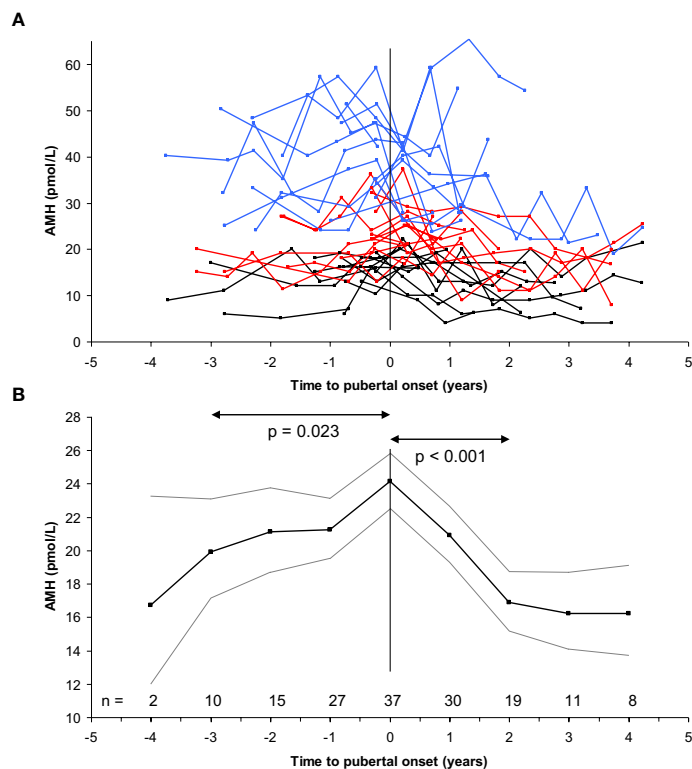 A
60
50
40
30
20
10
0
AMH (pmol/L)
-5 -4 -3 -2 -1 0 1 2 3 4 5
Time to pubertal onset (years)
B
28
26
24
22
20
18
16
14
12
10
AMH (pmol/L)
p = 0.023
p < 0.001
n = 2 10 15 27 37 30 19 11 8
-5 -4 -3 -2 -1 0 1 2 3 4 5
Time to pubertal onset (years)